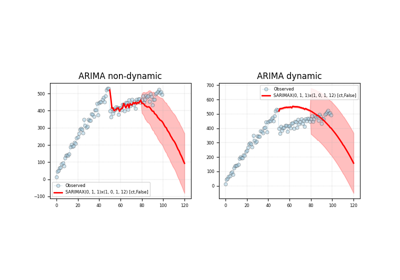 ARIMA non-dynamic
500
400
300
200
100
0
−100
Observed
SARIMAX(0, 1, 1)x(1, 0, 1, 12) [ct,False]
0 20 40 60 80 100 120
ARIMA dynamic
700
600
500
400
300
200
100
0
Observed
SARIMAX(0, 1, 1)x(1, 0, 1, 12) [ct,False]
0 20 40 60 80 100 120